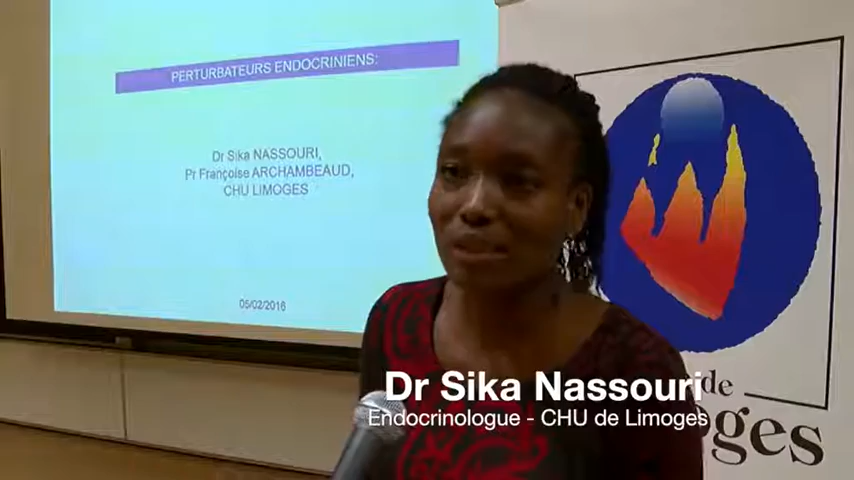 PERTURBATEURS ENDOCRINIENS:
Dr Sika NASSOURI,
Pr Françoise ARCHAMBEAUD,
CHU LIMOGES
05/02/2016
Dr Sika NASSOURi
Endocrinologue - CHU de Limoges
de
oges